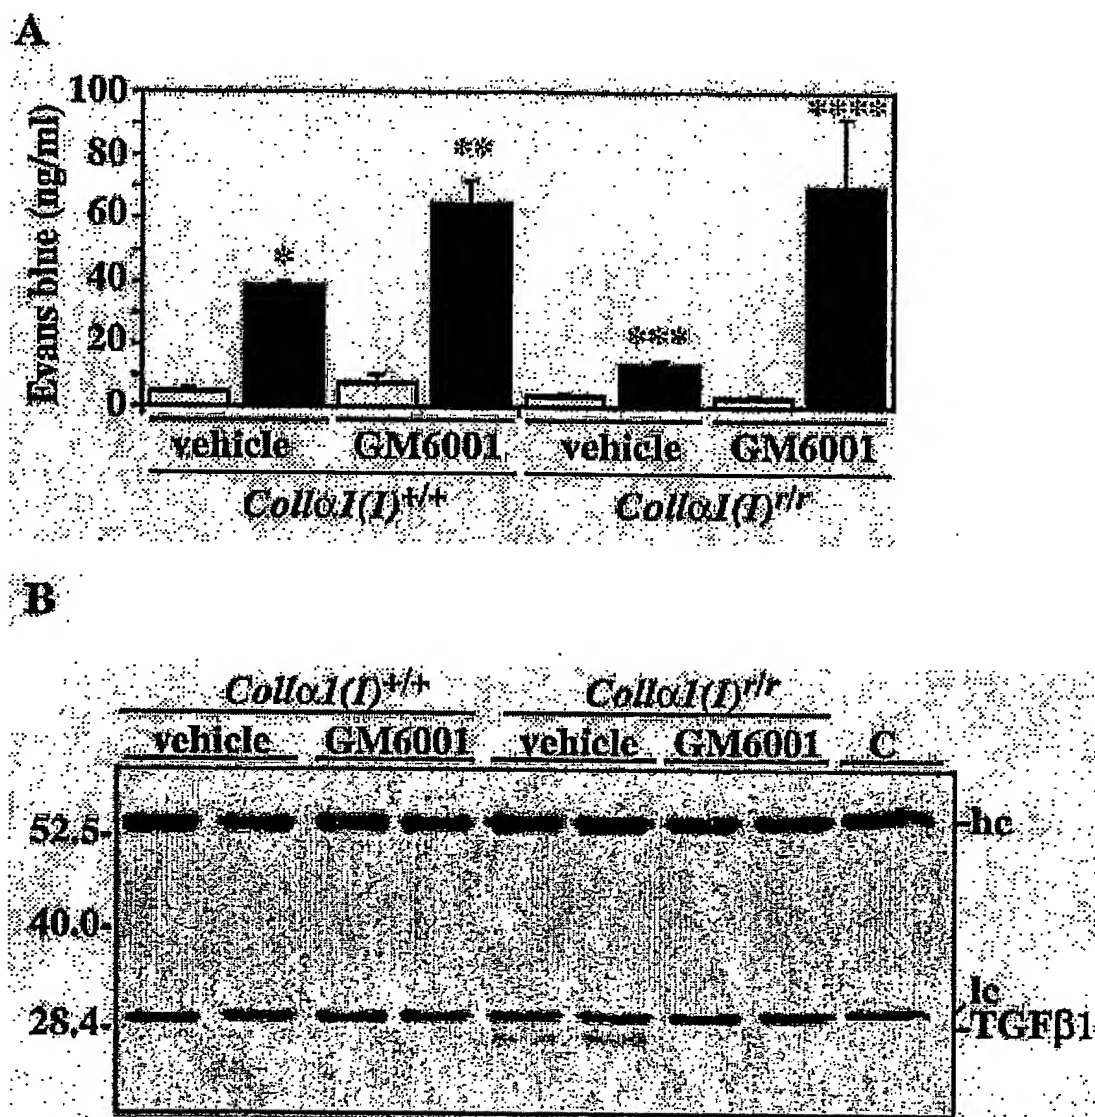 A
100
80
60
40
20
0
Evans blue (ng/ml)
*
**
***
****
vehicle GM6001 vehicle GM6001
Collα1(I)+/+ Collα1(I)r/r
B
Collα1(I)+/+ Collα1(I)r/r
vehicle GM6001 vehicle GM6001 C
52.5- -hc
40.0-
lc
28.4- -TGFβ1